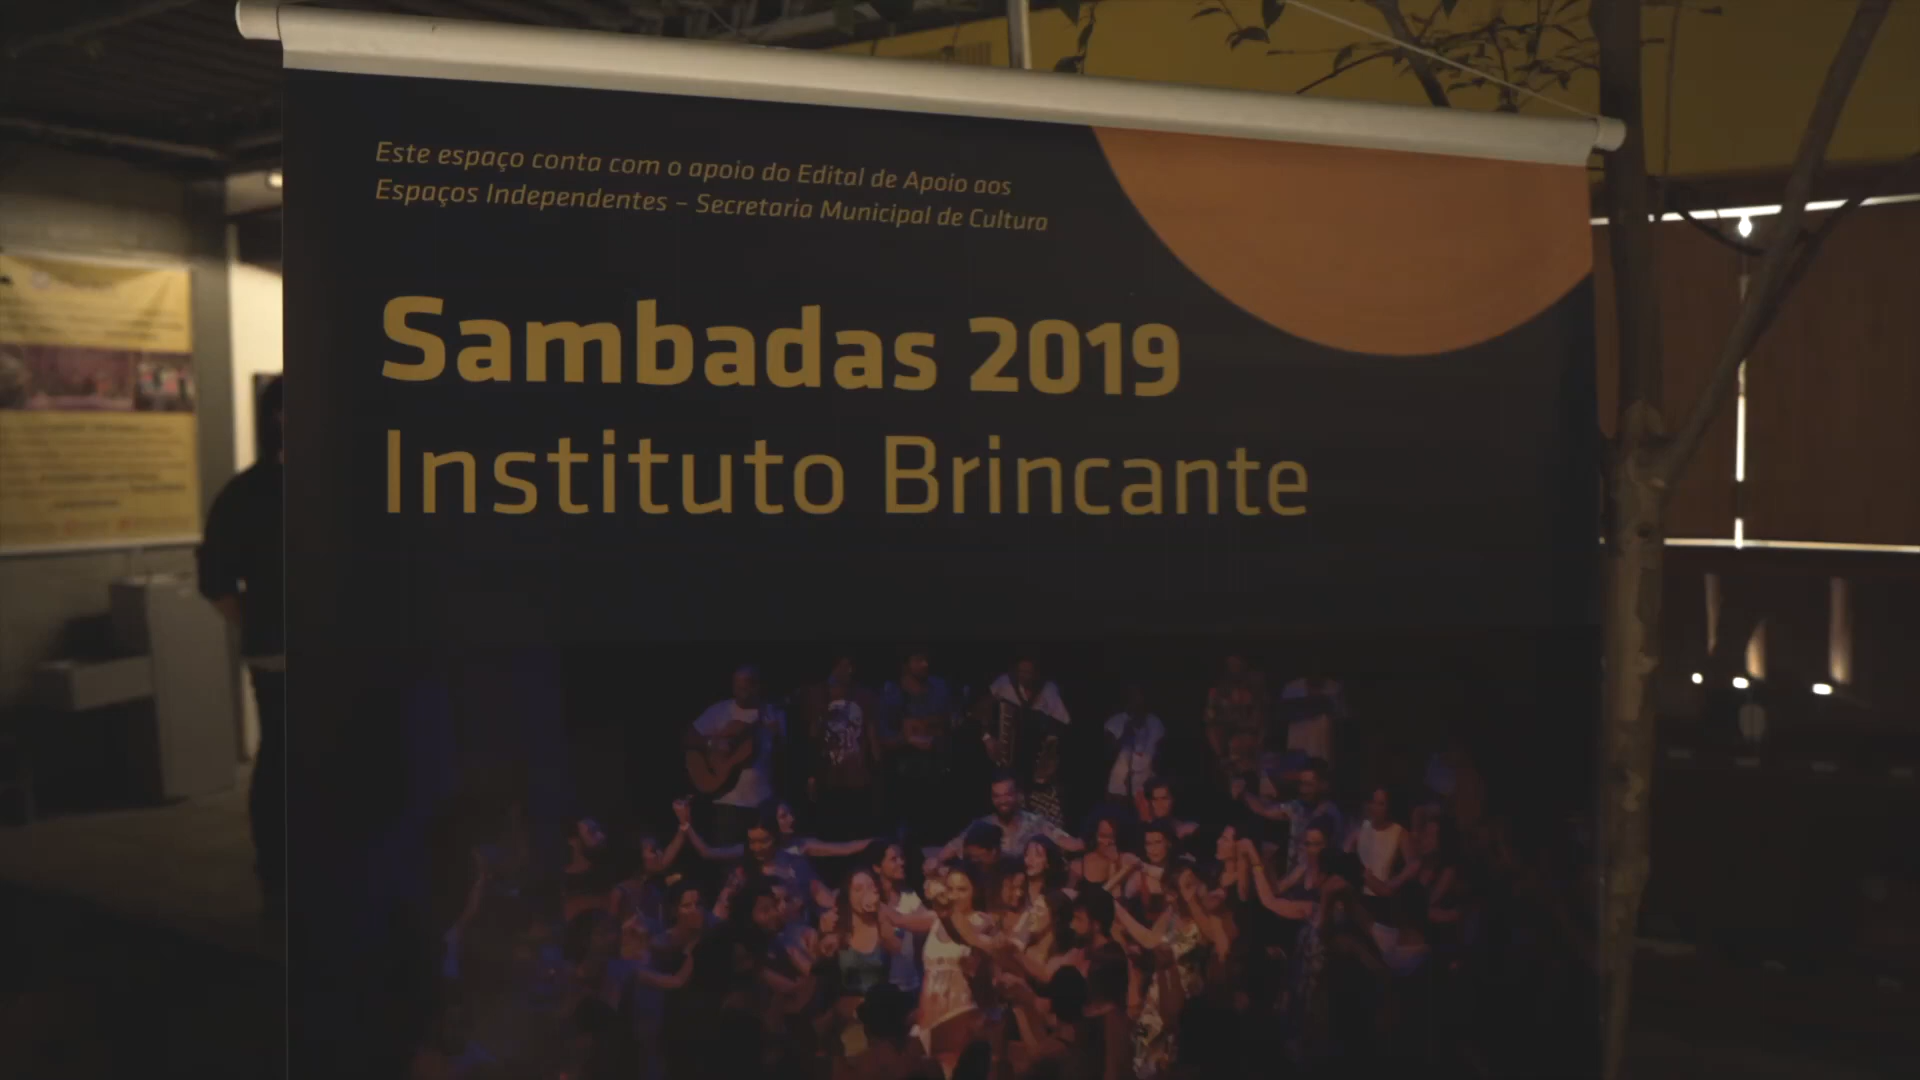 Este espaço conta com o apoio do Edital de Apoio aos
Espaços Independentes – Secretaria Municipal de Cultura
Sambadas 2019
Instituto Brincante